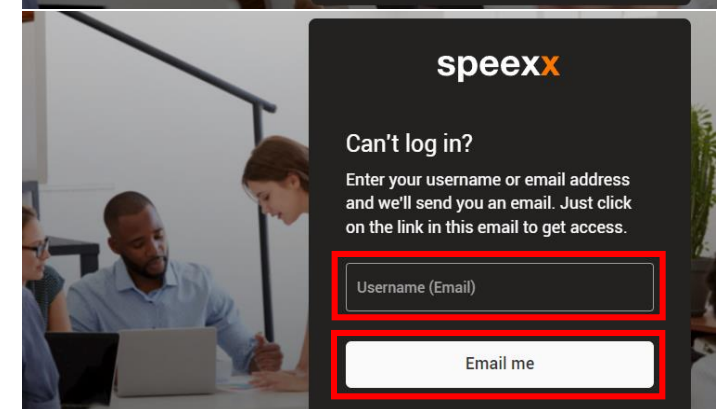 speexx
Can't log in?
Enter your username or email address
and we'll send you an email. Just click
on the link in this email to get access.
Username (Email)
Email me